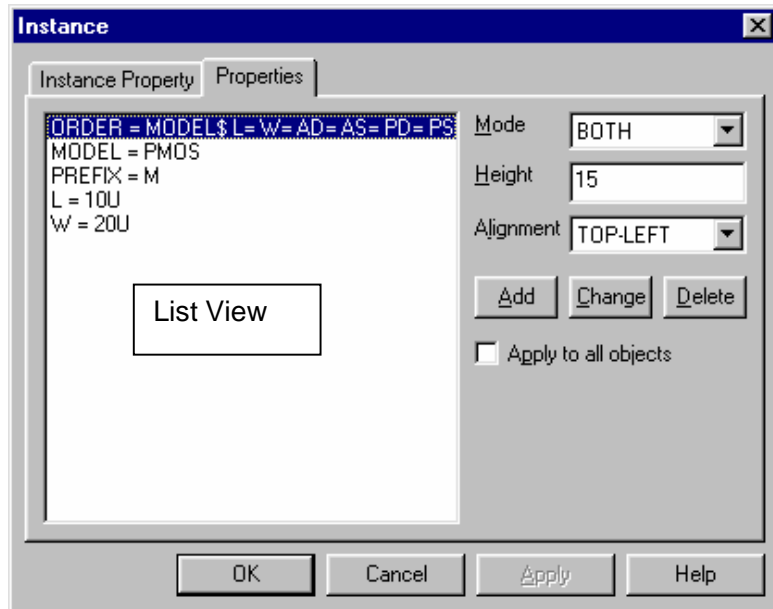 Instance
Instance Property Properties
ORDER = MODEL$ L= W= AD= AS= PD= PS
MODEL = PMOS
PREFIX = M
L = 10U
W = 20U
List View
Mode BOTH
Height 15
Alignment TOP-LEFT
Add Change Delete
Apply to all objects
OK Cancel Apply Help